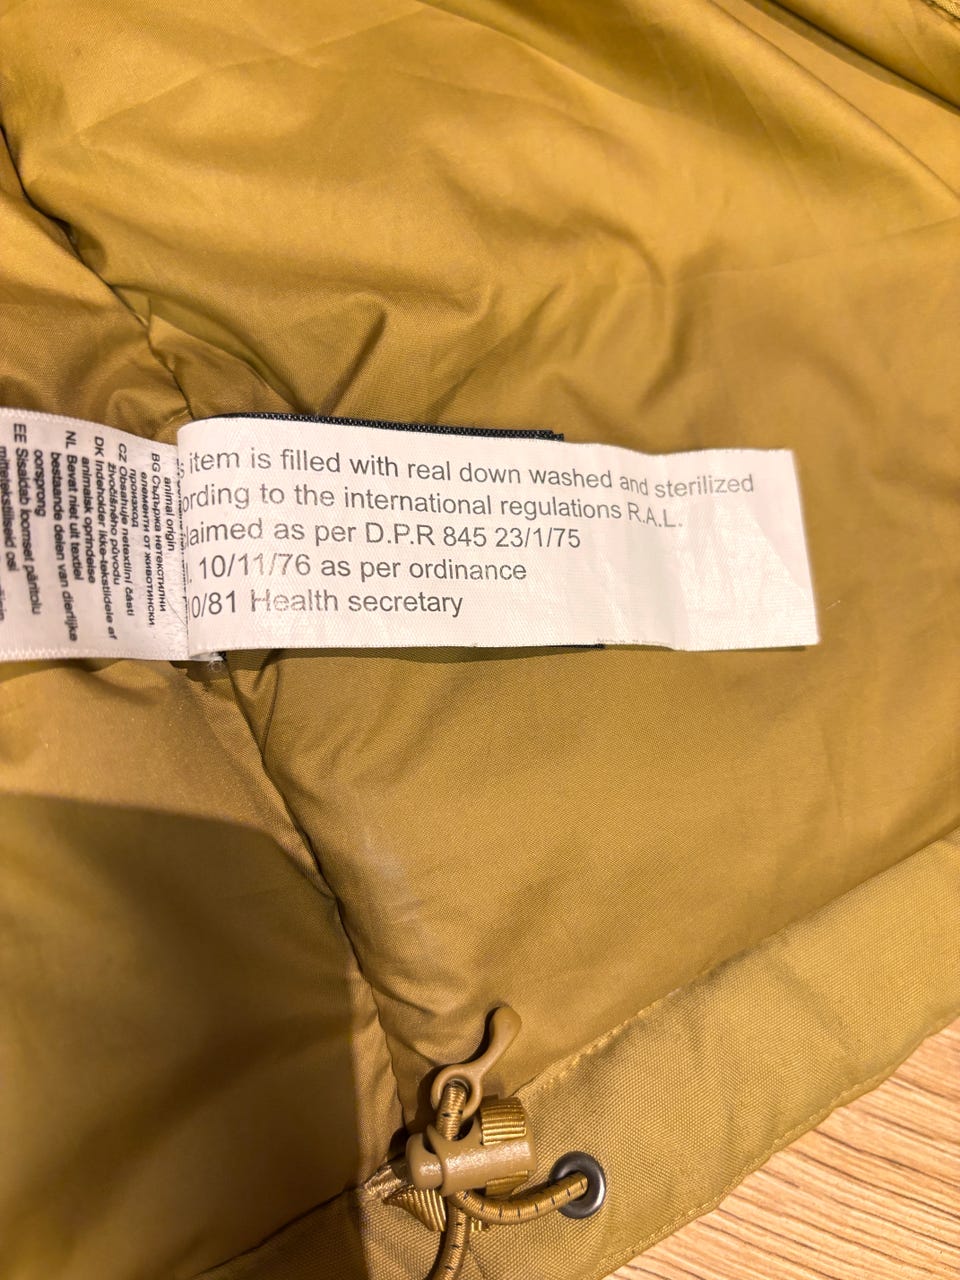 item is filled with real down washed and sterilized
ording to the international regulations R.A.L.
laimed as per D.P.R 845 23/1/75
. 10/11/76 as per ordinance
0/81 Health secretary
animal origin
BG Съдържа нетекстилни
елементи от животински
произход
CZ Obsahuje netextilní části
živočišného původu
DK Indeholder ikke-tekstildele af
animalsk oprindelse
NL Bevat niet uit textiel
bestaande delen van dierlijke
oorsprong
EE Sisaldab loomset päritolu
mittetekstiilseid osi